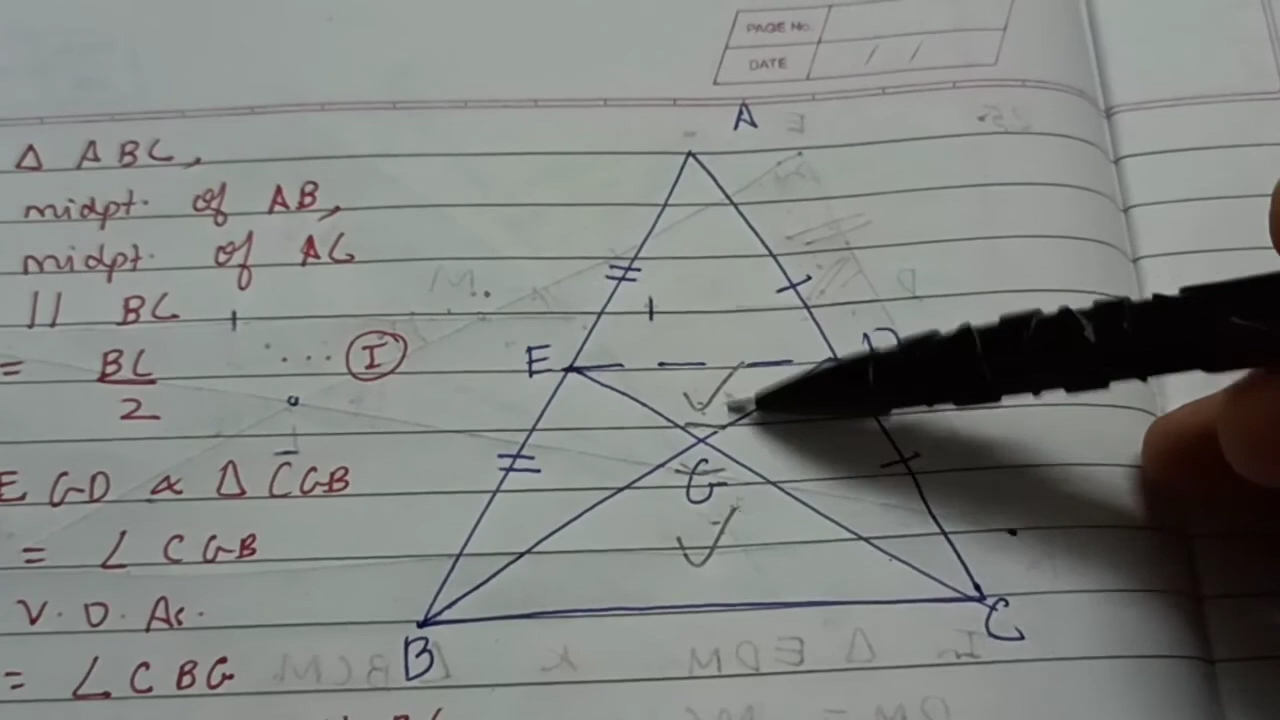 PAGE No.
DATE / /
A
Δ ABC,
midpt. of AB,
midpt. of AC
|| BC
= BC/2 .... (I)
E
G
EGD & Δ CGB
= ∠ CGB
V.O.As.
= ∠ CBG
B
C